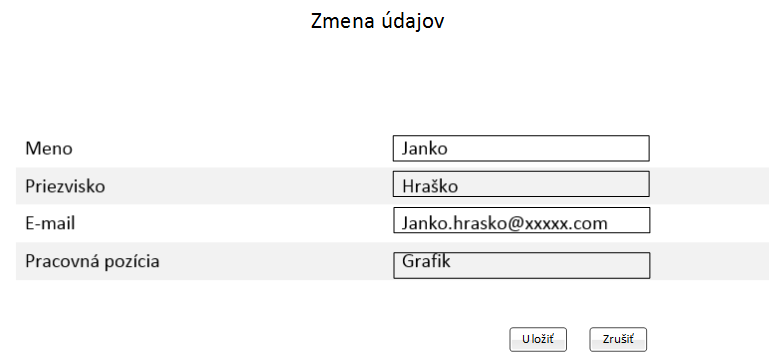 Zmena údajov
Meno Janko
Priezvisko Hraško
E-mail Janko.hrasko@xxxxx.com
Pracovná pozícia Grafik
Uložiť Zrušiť